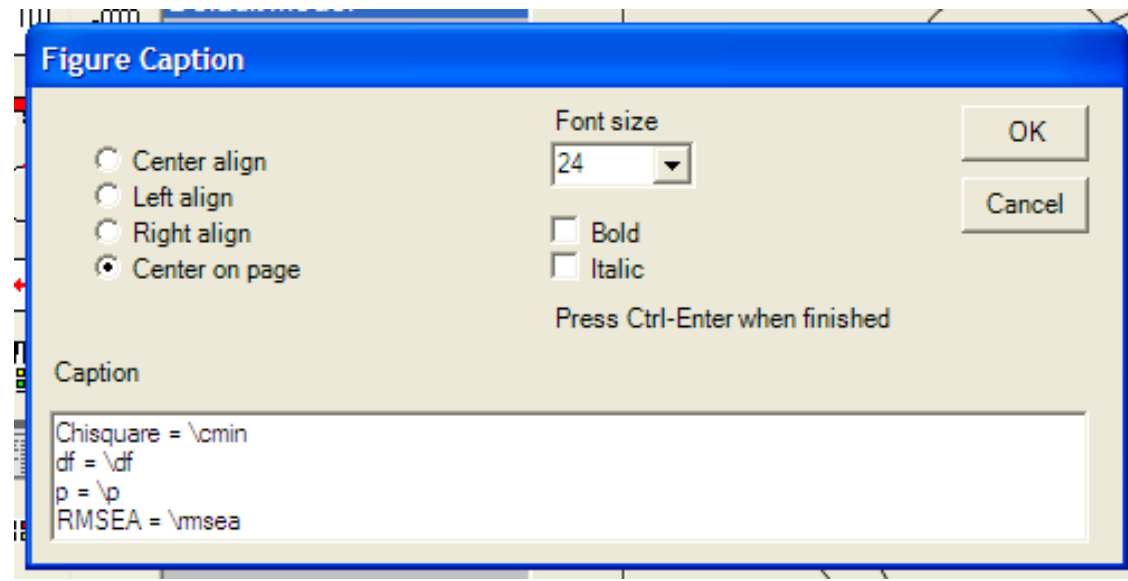 Figure Caption
Font size
OK
24
Center align
Left align
Cancel
Right align
Bold
Center on page
Italic
Press Ctrl-Enter when finished
Caption
Chisquare = \cmin
df = \df
p = \p
RMSEA = \rmsea